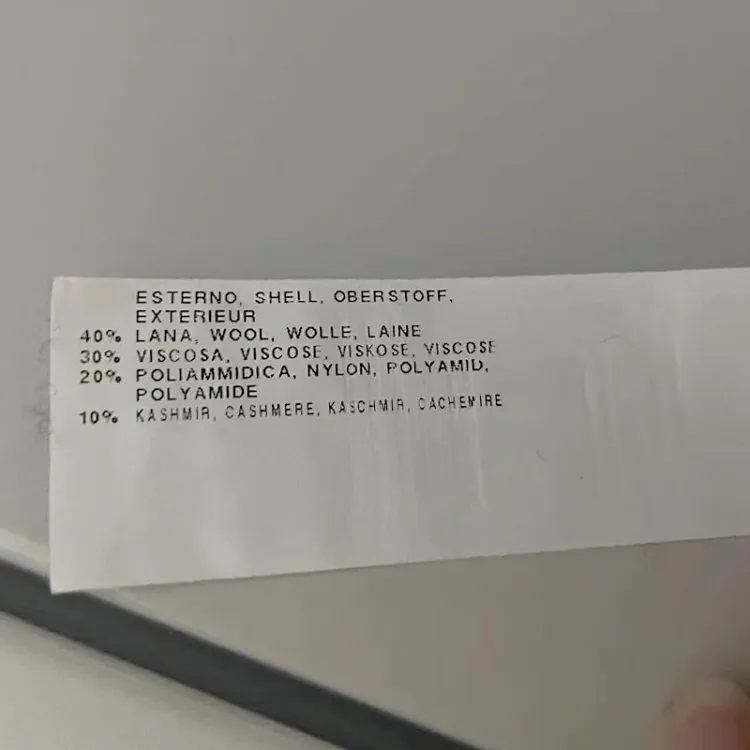 ESTERNO, SHELL, OBERSTOFF,
EXTERIEUR
40% LANA, WOOL, WOLLE, LAINE
30% VISCOSA, VISCOSE, VISKOSE, VISCOSE
20% POLIAMMIDICA, NYLON, POLYAMID,
POLYAMIDE
10% KASHMIR, CASHMERE, KASCHMIR, CACHEMIRE